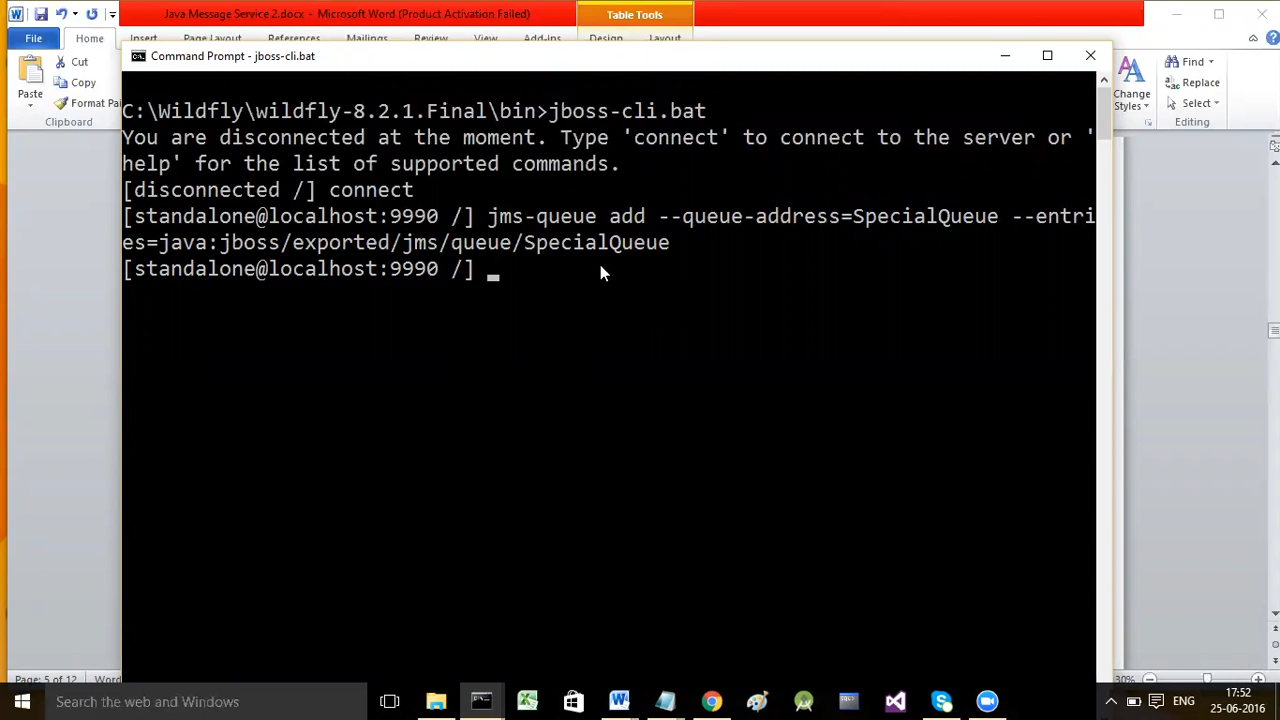 Java Message Service 2.docx - Microsoft Word (Product Activation Failed)
Table Tools
File
Home
Insert
Page Layout
References
Mailings
Review
View
Add-Ins
Design
Layout
Cut
Copy
Format Pa
Paste
Clipboard
Find
Replace
Select
Change
Styles
Editing
Command Prompt - jboss-cli.bat
C:\Wildfly\wildfly-8.2.1.Final\bin>jboss-cli.bat
You are disconnected at the moment. Type 'connect' to connect to the server or '
help' for the list of supported commands.
[disconnected /] connect
[standalone@localhost:9990 /] jms-queue add --queue-address=SpecialQueue --entri
es=java:jboss/exported/jms/queue/SpecialQueue
[standalone@localhost:9990 /]
Page: 5 of 12
Word
30%
Search the web and Windows
ENG
17:52
25-06-2016